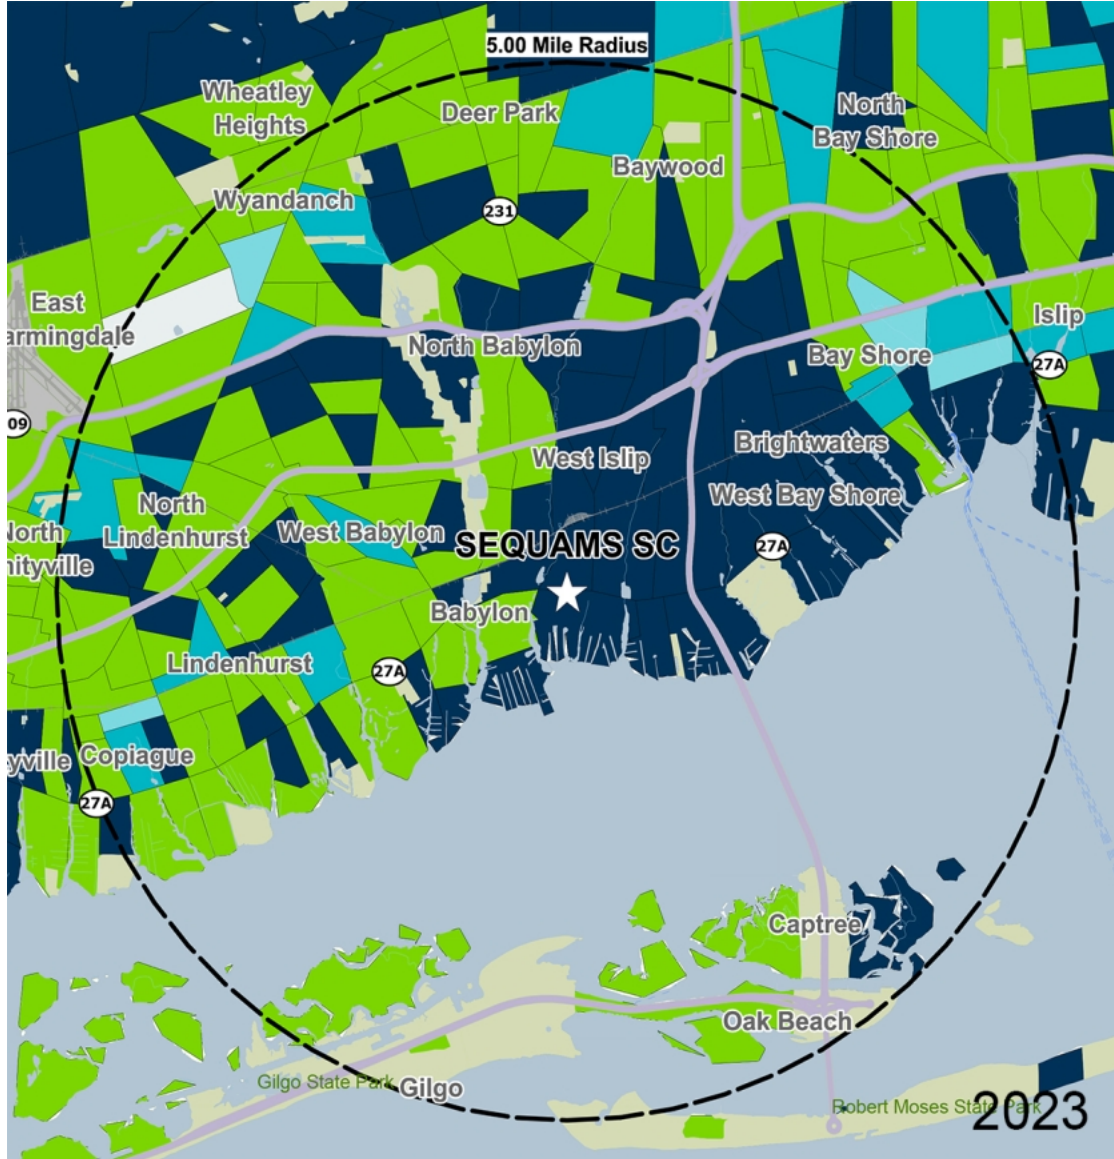 5.00 Mile Radius
Wheatley
Heights
Deer Park
North
Bay Shore
Baywood
Wyandanch
231
East
armingdale
Islip
North Babylon
Bay Shore
27A
09
Brightwaters
West Islip
West Bay Shore
North
Lindenhurst
West Babylon
North
ityville
SEQUAMS SC
27A
Babylon
Lindenhurst
27A
yville
Copiague
27A
Captree
Oak Beach
Gilgo State Park
Gilgo
Robert Moses State Park
2023